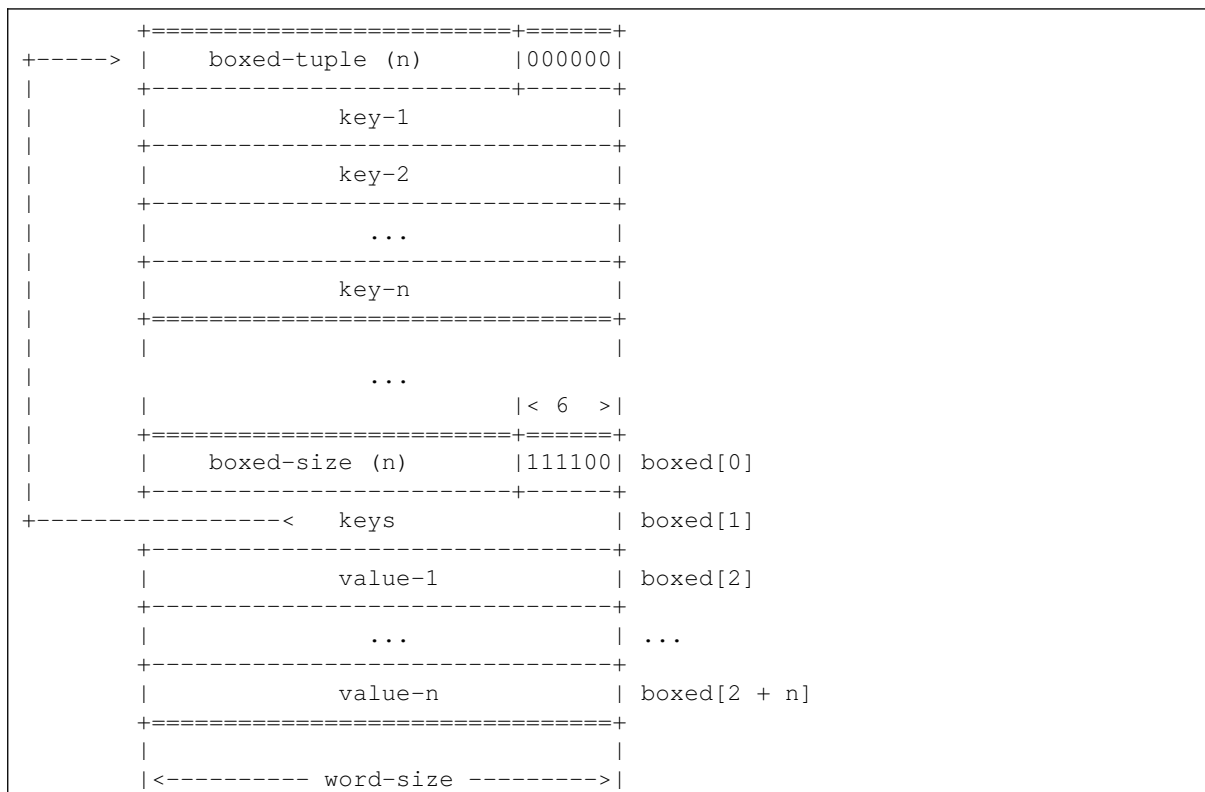 +=========================+======+
+-----> | boxed-tuple (n) |000000|
| +-------------------------+------+
| | key-1 |
| +--------------------------------+
| | key-2 |
| +--------------------------------+
| | ... |
| +--------------------------------+
| | key-n |
| +================================+
| | |
| ...
| | |< 6 >|
| +=========================+======+
| | boxed-size (n) |111100| boxed[0]
| +-------------------------+------+
+-----------------< keys | boxed[1]
+--------------------------------+
| value-1 | boxed[2]
+--------------------------------+
| ... | ...
+--------------------------------+
| value-n | boxed[2 + n]
+================================+
| |
|<---------- word-size --------->|